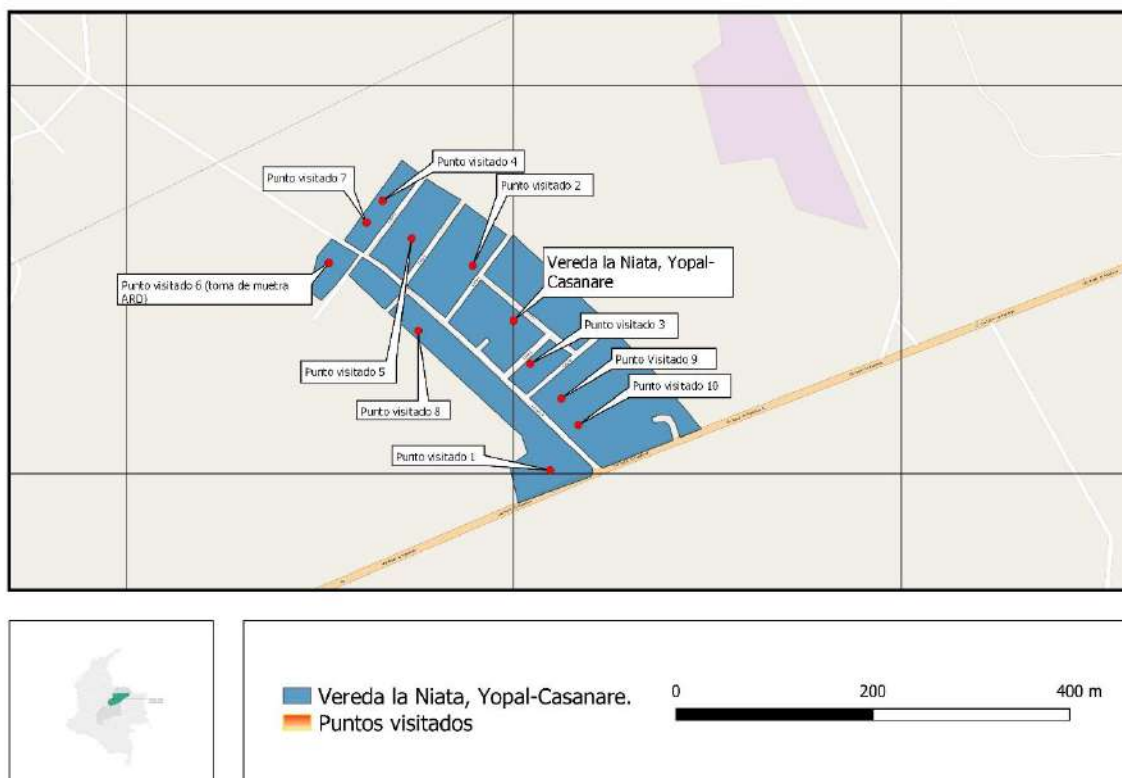 Punto visitado 4
Punto visitado 7
Punto visitado 2
Vereda la Niata, Yopal-
Casanare
Punto visitado 6 (toma de muetra
ARD)
Punto visitado 3
Punto Visitado 9
Punto visitado 5
Punto visitado 10
Punto visitado 8
Punto visitado 1
Vereda la Niata, Yopal-Casanare.
Puntos visitados
0 200 400 m